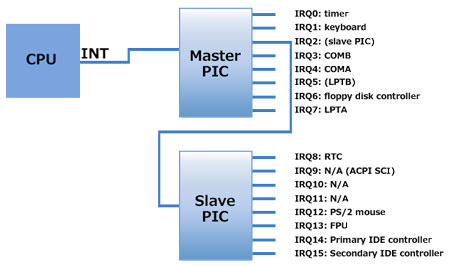 CPU
INT
Master
PIC
IRQ0: timer
IRQ1: keyboard
IRQ2: (slave PIC)
IRQ3: COMB
IRQ4: COMA
IRQ5: (LPTB)
IRQ6: floppy disk controller
IRQ7: LPTA
Slave
PIC
IRQ8: RTC
IRQ9: N/A (ACPI SCI)
IRQ10: N/A
IRQ11: N/A
IRQ12: PS/2 mouse
IRQ13: FPU
IRQ14: Primary IDE controller
IRQ15: Secondary IDE controller